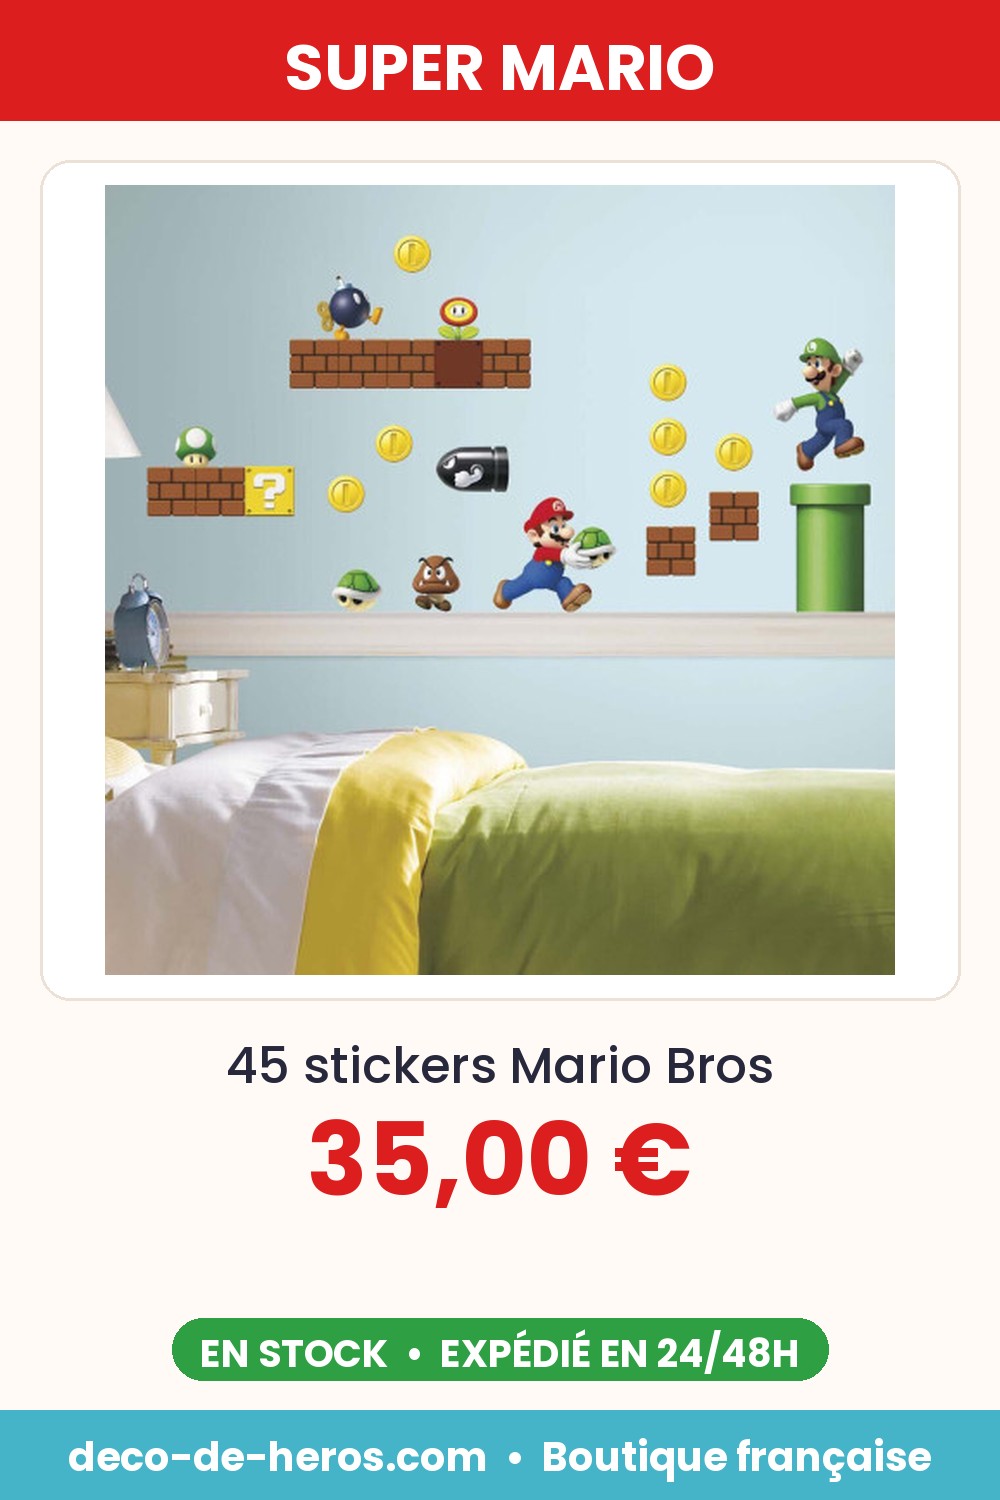 SUPER MARIO
?
45 stickers Mario Bros
35,00 €
EN STOCK • EXPÉDIÉ EN 24/48H
deco-de-heros.com • Boutique française